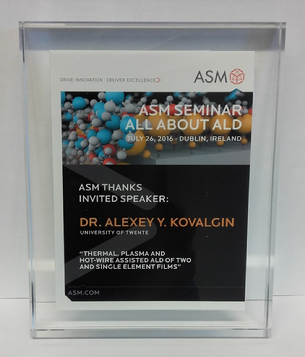 DRIVE INNOVATION | DELIVER EXCELLENCE
ASM
ASM SEMINAR
ALL ABOUT ALD
JULY 26, 2016 - DUBLIN, IRELAND
ASM THANKS
INVITED SPEAKER:
DR. ALEXEY Y. KOVALGIN
UNIVERSITY OF TWENTE
"THERMAL, PLASMA AND
HOT-WIRE ASSISTED ALD OF TWO
AND SINGLE ELEMENT FILMS"
ASM.COM